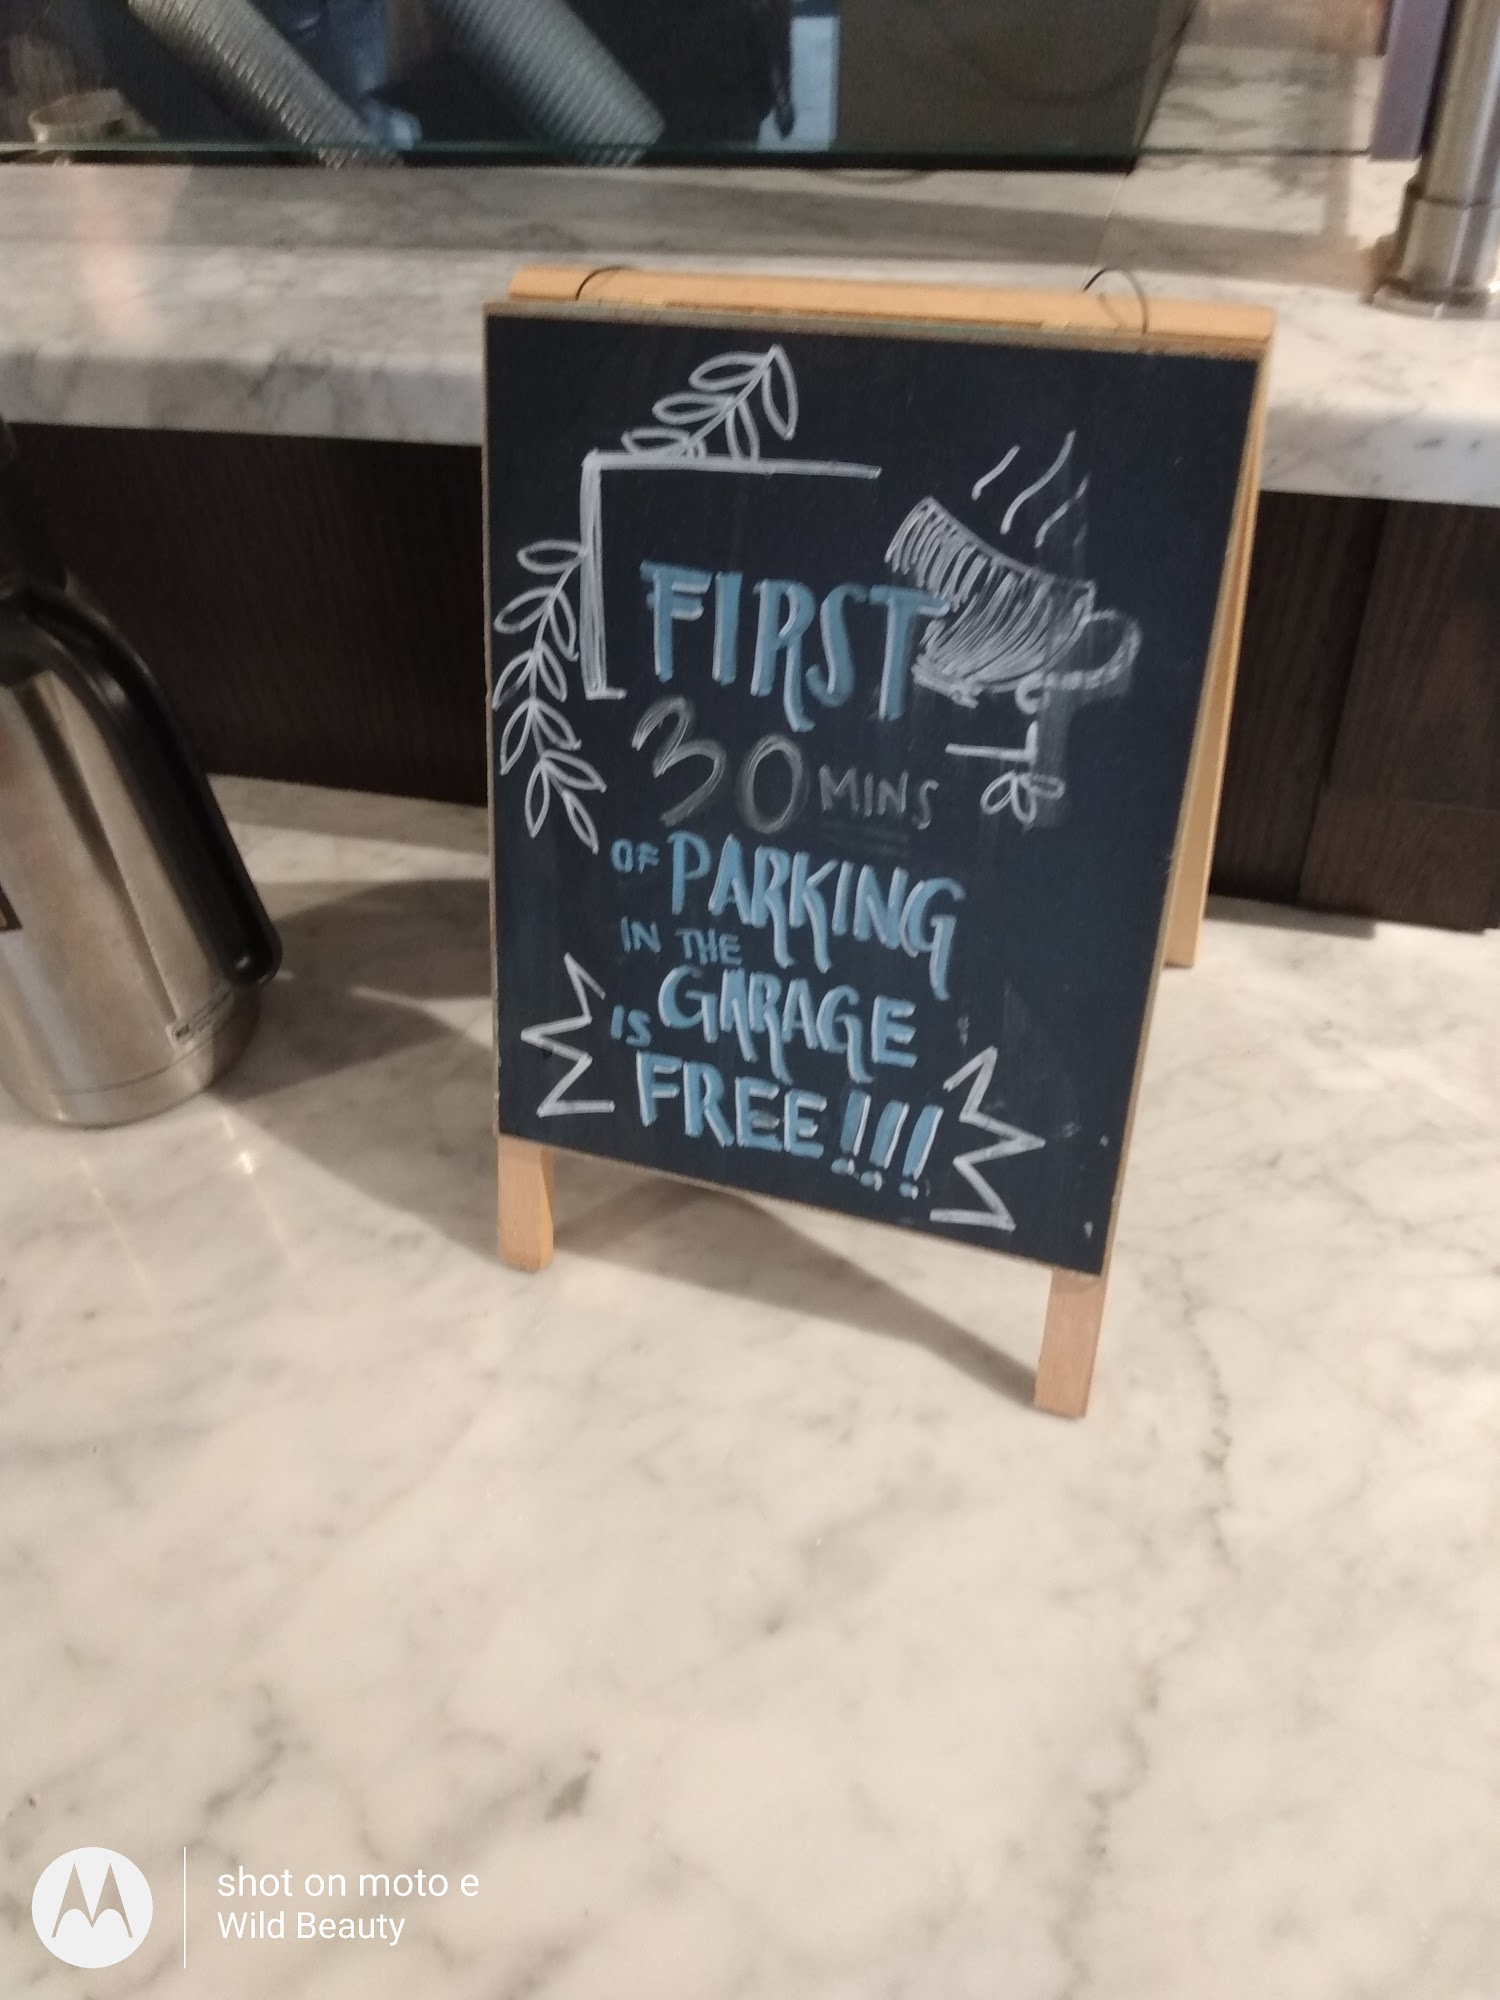 FIRST
30 MINS
OF PARKING
IN THE
IS GARAGE
FREE!!!
shot on moto e
Wild Beauty